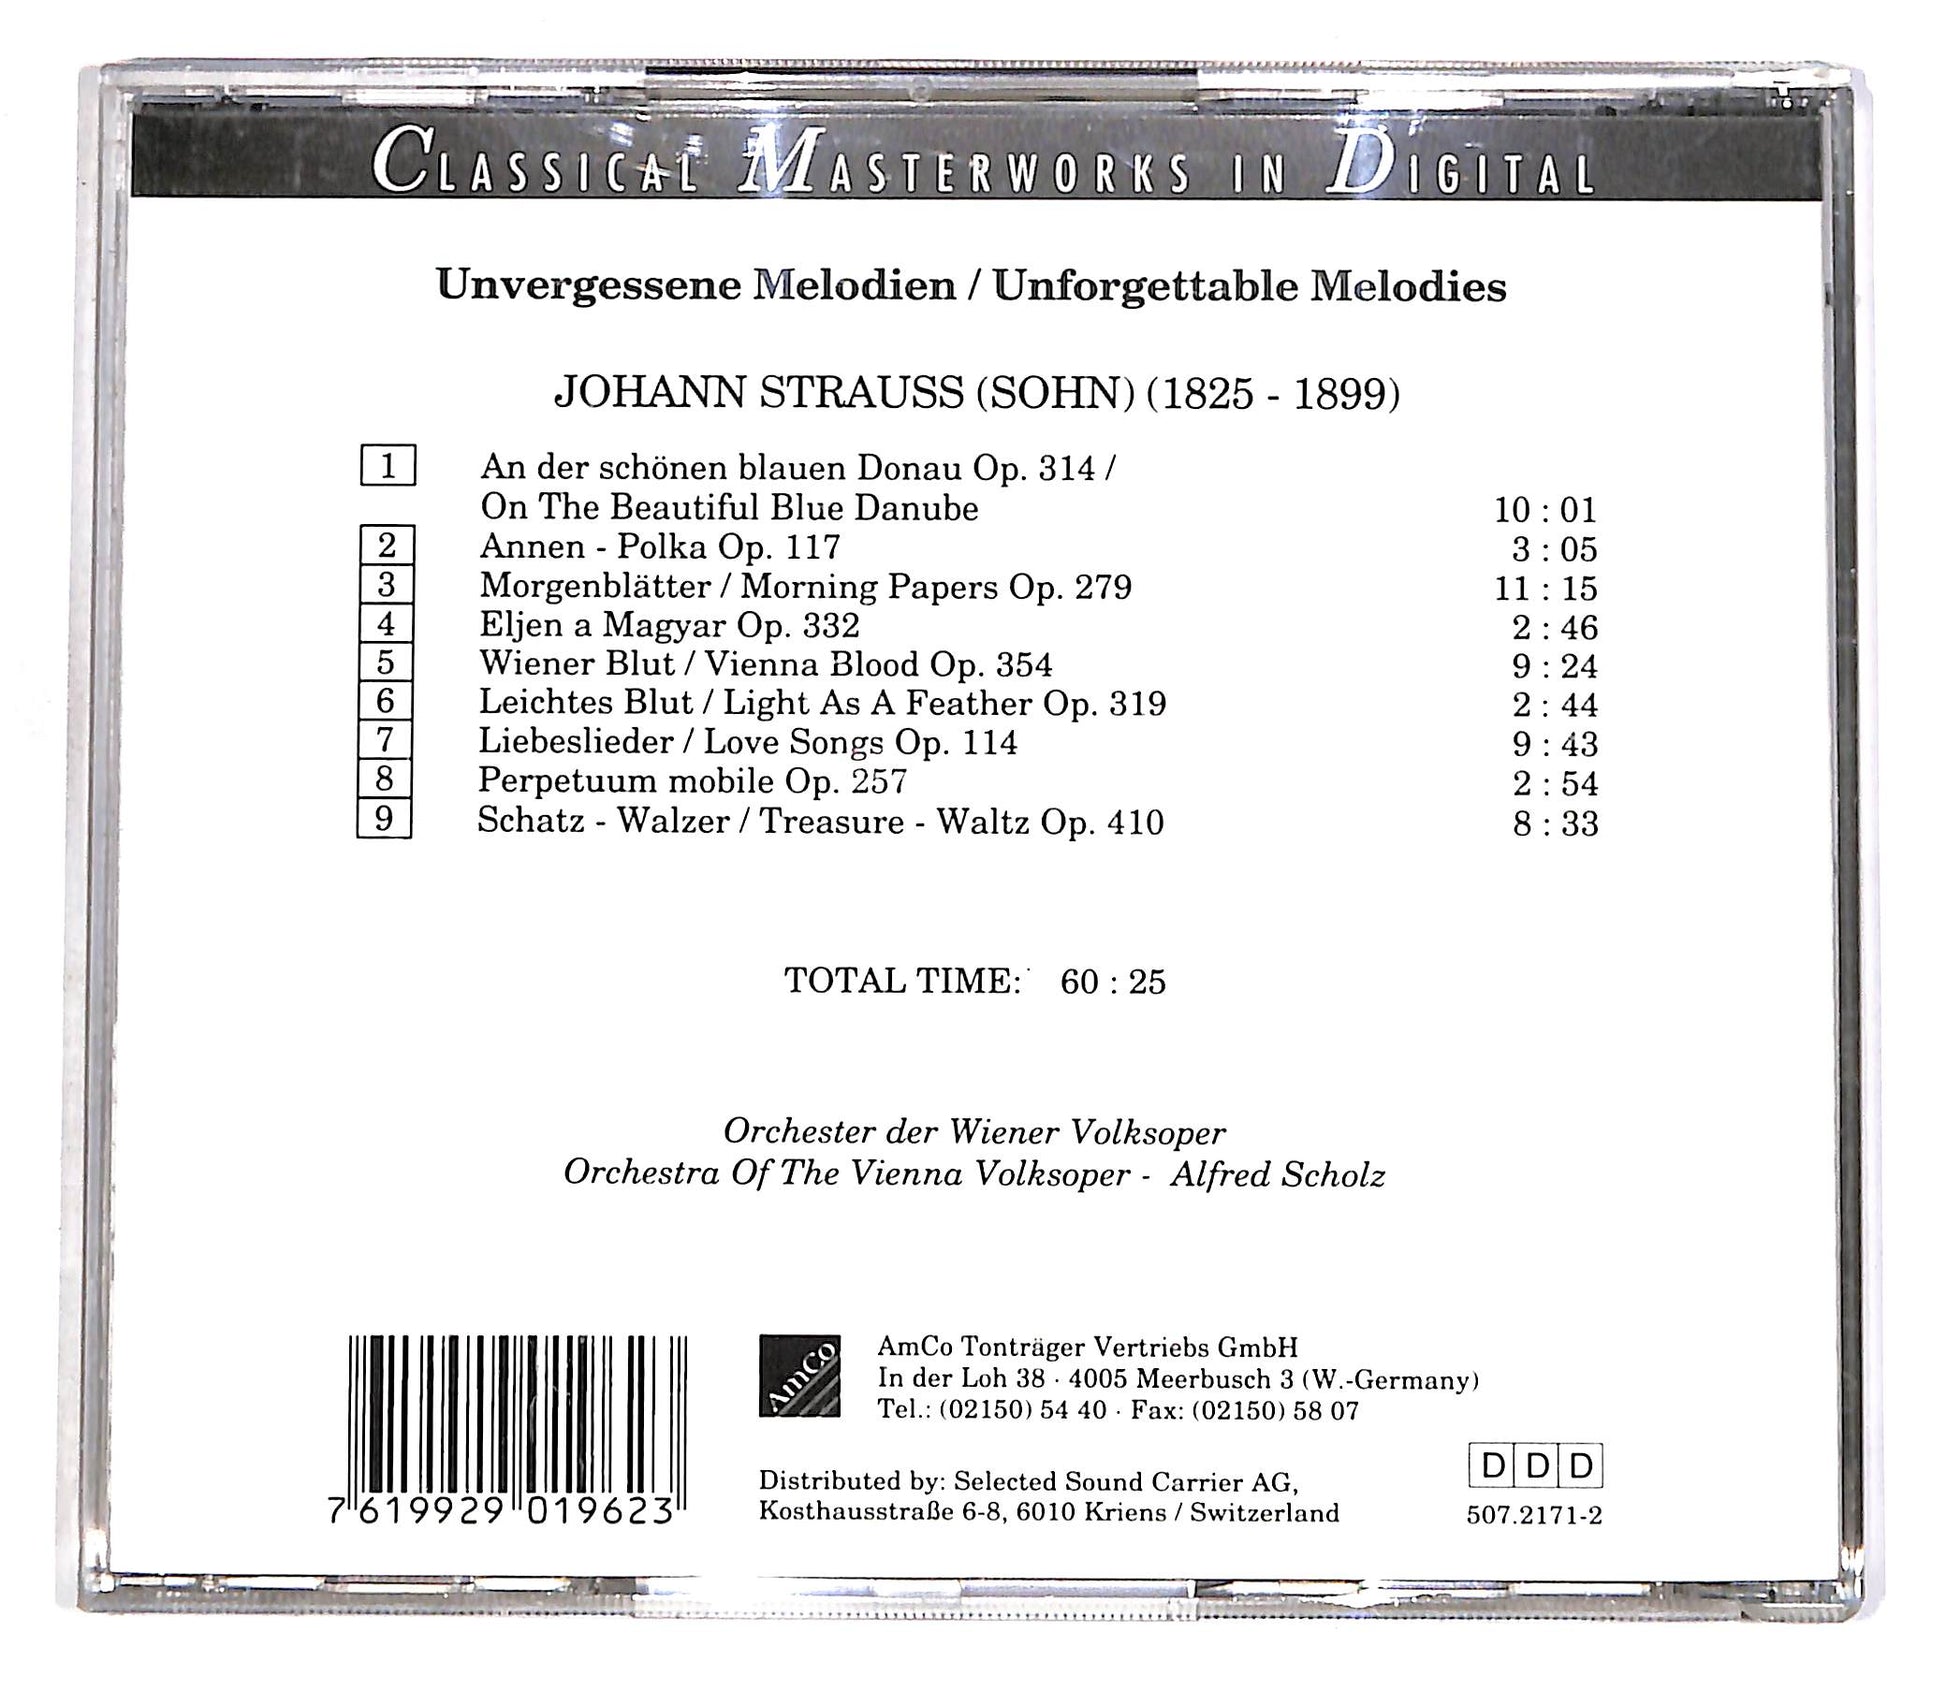 CLASSICAL MASTERWORKS IN DIGITAL
Unvergessene Melodien / Unforgettable Melodies
JOHANN STRAUSS (SOHN) (1825 - 1899)
1 An der schönen blauen Donau Op. 314 /
On The Beautiful Blue Danube 10 : 01
2 Annen - Polka Op. 117 3 : 05
3 Morgenblätter / Morning Papers Op. 279 11 : 15
4 Eljen a Magyar Op. 332 2 : 46
5 Wiener Blut / Vienna Blood Op. 354 9 : 24
6 Leichtes Blut / Light As A Feather Op. 319 2 : 44
7 Liebeslieder / Love Songs Op. 114 9 : 43
8 Perpetuum mobile Op. 257 2 : 54
9 Schatz - Walzer / Treasure - Waltz Op. 410 8 : 33
TOTAL TIME: 60 : 25
Orchester der Wiener Volksoper
Orchestra Of The Vienna Volksoper - Alfred Scholz
7 619929 019623
AmCo
AmCo Tonträger Vertriebs GmbH
In der Loh 38 · 4005 Meerbusch 3 (W.-Germany)
Tel.: (02150) 54 40 · Fax: (02150) 58 07
Distributed by: Selected Sound Carrier AG,
Kosthausstraße 6-8, 6010 Kriens / Switzerland
DDD
507.2171-2